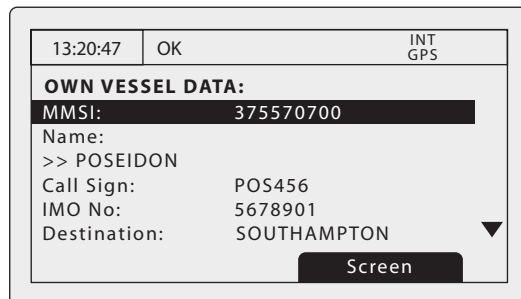 13:20:47 OK INT GPS
OWN VESSEL DATA:
MMSI: 375570700
Name:
>> POSEIDON
Call Sign: POS456
IMO No: 5678901
Destination: SOUTHAMPTON
Screen